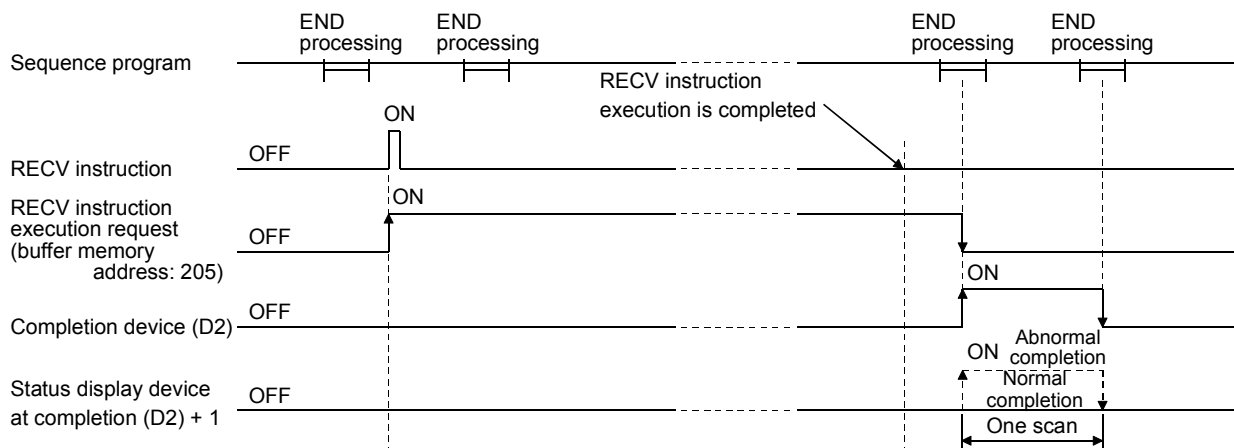 END
processing
END
processing
END
processing
END
processing
Sequence program
RECV instruction
execution is completed
ON
OFF
RECV instruction
RECV instruction
execution request
(buffer memory
address: 205)
ON
OFF
ON
OFF
Completion device (D2)
ON
Abnormal
completion
Normal
completion
Status display device
at completion (D2) + 1
OFF
One scan